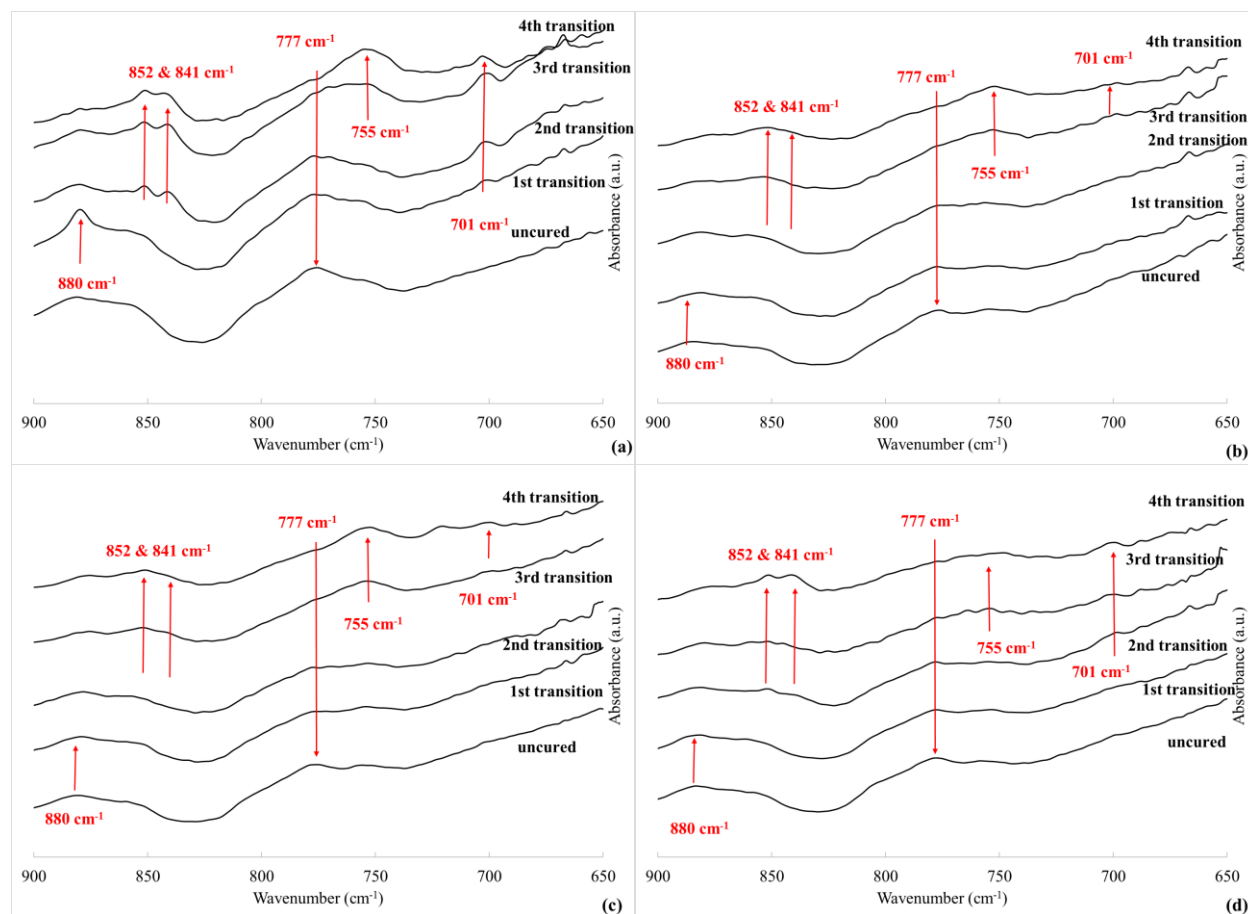 4th transition
777 cm-1
3rd transition
852 & 841 cm-1
755 cm-1
2nd transition
1st transition
701 cm-1
uncured
880 cm-1
Absorbance (a.u.)
900 850 800 750 700 650
Wavenumber (cm-1)
(a)
4th transition
701 cm-1
777 cm-1
852 & 841 cm-1
3rd transition
2nd transition
755 cm-1
1st transition
uncured
880 cm-1
Absorbance (a.u.)
900 850 800 750 700 650
Wavenumber (cm-1)
(b)
4th transition
777 cm-1
852 & 841 cm-1
3rd transition
701 cm-1
755 cm-1
2nd transition
1st transition
uncured
880 cm-1
Absorbance (a.u.)
900 850 800 750 700 650
Wavenumber (cm-1)
(c)
4th transition
777 cm-1
852 & 841 cm-1
3rd transition
755 cm-1
2nd transition
701 cm-1
1st transition
uncured
880 cm-1
Absorbance (a.u.)
900 850 800 750 700 650
Wavenumber (cm-1)
(d)